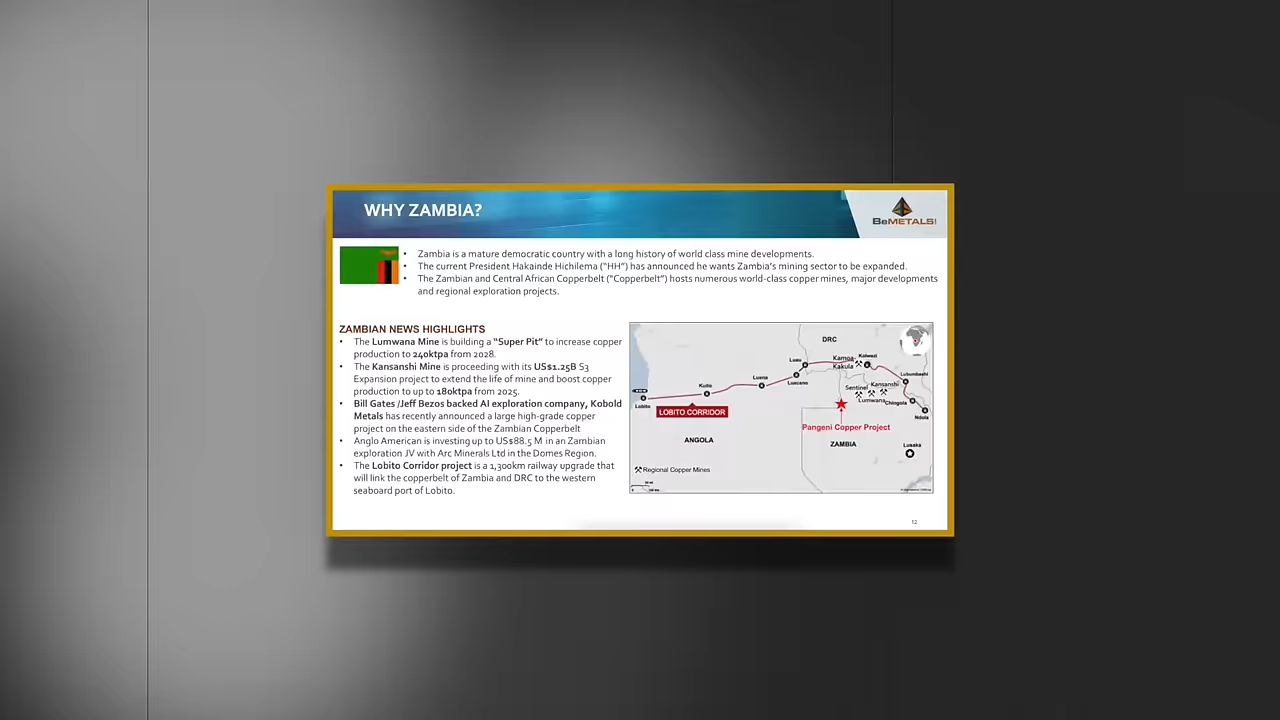 WHY ZAMBIA?
BeMETALS!
• Zambia is a mature democratic country with a long history of world class mine developments.
• The current President Hakainde Hichilema ("HH") has announced he wants Zambia's mining sector to be expanded.
• The Zambian and Central African Copperbelt ("Copperbelt") hosts numerous world-class copper mines, major developments
and regional exploration projects.
ZAMBIAN NEWS HIGHLIGHTS
• The Lumwana Mine is building a "Super Pit" to increase copper
production to 240ktpa from 2028.
• The Kansanshi Mine is proceeding with its US$1.25B S3
Expansion project to extend the life of mine and boost copper
production to up to 180ktpa from 2025.
• Bill Gates /Jeff Bezos backed AI exploration company, Kobold
Metals has recently announced a large high-grade copper
project on the eastern side of the Zambian Copperbelt
• Anglo American is investing up to US$88.5 M in an Zambian
exploration JV with Arc Minerals Ltd in the Domes Region.
• The Lobito Corridor project is a 1,300km railway upgrade that
will link the copperbelt of Zambia and DRC to the western
seaboard port of Lobito.
DRC
Kamoa
Kakula
Kolwezi
Luau
Luacano
Luena
Kuito
Lobito
LOBITO CORRIDOR
Lubumbashi
Sentinel
Kansanshi
Lumwana
Chingola
Ndola
Pangeni Copper Project
ANGOLA
ZAMBIA
Lusaka
Regional Copper Mines
12